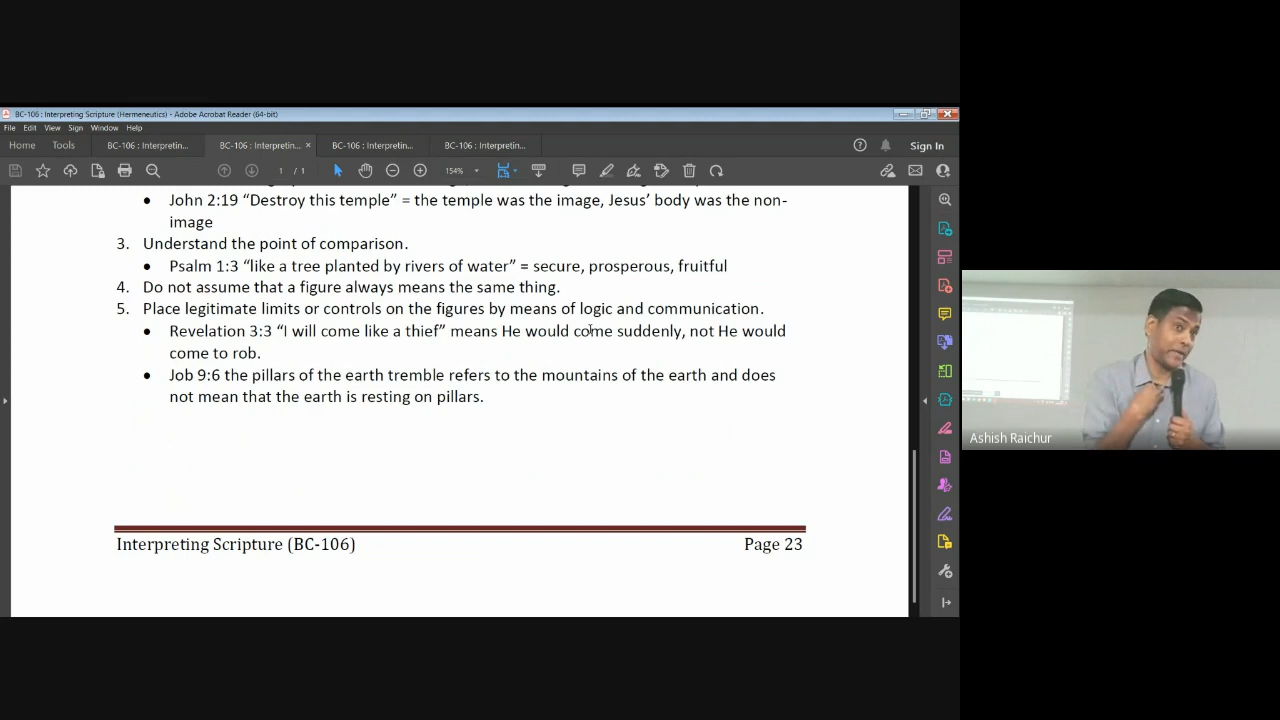 BC-106 : Interpreting Scripture (Hermeneutics) - Adobe Acrobat Reader (64-bit)
File Edit View Sign Window Help
Home Tools BC-106 : Interpretin... BC-106 : Interpretin... × BC-106 : Interpretin... BC-106 : Interpretin... Sign In
1 / 1 154%
• John 2:19 “Destroy this temple” = the temple was the image, Jesus’ body was the non-
image
3. Understand the point of comparison.
• Psalm 1:3 “like a tree planted by rivers of water” = secure, prosperous, fruitful
4. Do not assume that a figure always means the same thing.
5. Place legitimate limits or controls on the figures by means of logic and communication.
• Revelation 3:3 “I will come like a thief” means He would come suddenly, not He would
come to rob.
• Job 9:6 the pillars of the earth tremble refers to the mountains of the earth and does
not mean that the earth is resting on pillars.
Interpreting Scripture (BC-106) Page 23
Ashish Raichur